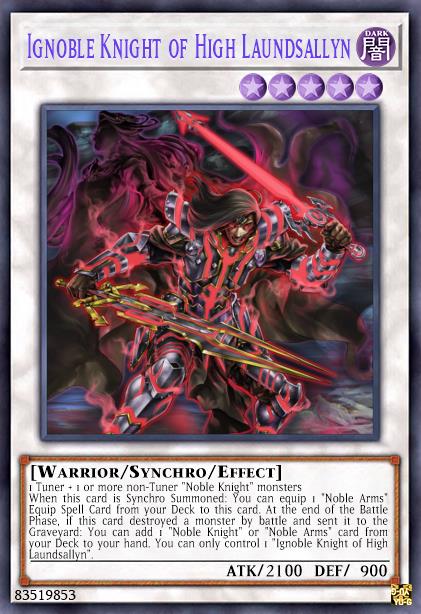 Ignoble Knight of High Laundsallyn
DARK
闇
[Warrior/Synchro/Effect]
1 Tuner + 1 or more non-Tuner "Noble Knight" monsters
When this card is Synchro Summoned: You can equip 1 "Noble Arms"
Equip Spell Card from your Deck to this card. At the end of the Battle
Phase, if this card destroyed a monster by battle and sent it to the
Graveyard: You can add 1 "Noble Knight" or "Noble Arms" card from
your Deck to your hand. You can only control 1 "Ignoble Knight of High
Laundsallyn".
ATK/2100 DEF/ 900
83519853